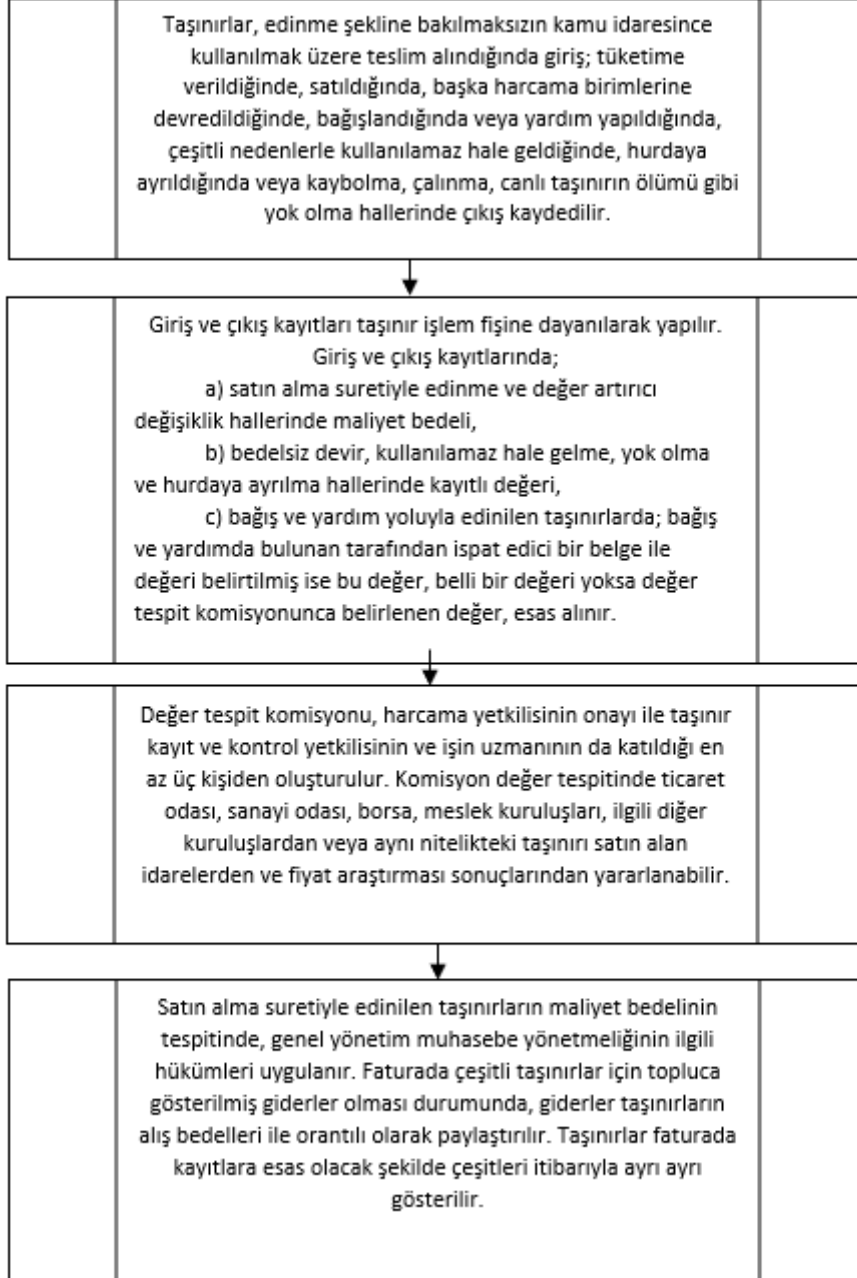 Taşınırlar, edinme şekline bakılmaksızın kamu idaresince
kullanılmak üzere teslim alındığında giriş; tüketime
verildiğinde, satıldığında, başka harcama birimlerine
devredildiğinde, bağışlandığında veya yardım yapıldığında,
çeşitli nedenlerle kullanılamaz hale geldiğinde, hurdaya
ayrıldığında veya kaybolma, çalınma, canlı taşınırın ölümü gibi
yok olma hallerinde çıkış kaydedilir.
Giriş ve çıkış kayıtları taşınır işlem fişine dayanılarak yapılır.
Giriş ve çıkış kayıtlarında;
a) satın alma suretiyle edinme ve değer artırıcı
değişiklik hallerinde maliyet bedeli,
b) bedelsiz devir, kullanılamaz hale gelme, yok olma
ve hurdaya ayrılma hallerinde kayıtlı değeri,
c) bağış ve yardım yoluyla edinilen taşınırlarda; bağış
ve yardımda bulunan tarafından ispat edici bir belge ile
değeri belirtilmiş ise bu değer, belli bir değeri yoksa değer
tespit komisyonunca belirlenen değer, esas alınır.
Değer tespit komisyonu, harcama yetkilisinin onayı ile taşınır
kayıt ve kontrol yetkilisinin ve işin uzmanının da katıldığı en
az üç kişiden oluşturulur. Komisyon değer tespitinde ticaret
odası, sanayi odası, borsa, meslek kuruluşları, ilgili diğer
kuruluşlardan veya aynı nitelikteki taşınırı satın alan
idarelerden ve fiyat araştırması sonuçlarından yararlanabilir.
Satın alma suretiyle edinilen taşınırların maliyet bedelinin
tespitinde, genel yönetim muhasebe yönetmeliğinin ilgili
hükümleri uygulanır. Faturada çeşitli taşınırlar için topluca
gösterilmiş giderler olması durumunda, giderler taşınırların
alış bedelleri ile orantılı olarak paylaştırılır. Taşınırlar faturada
kayıtlara esas olacak şekilde çeşitleri itibarıyla ayrı ayrı
gösterilir.